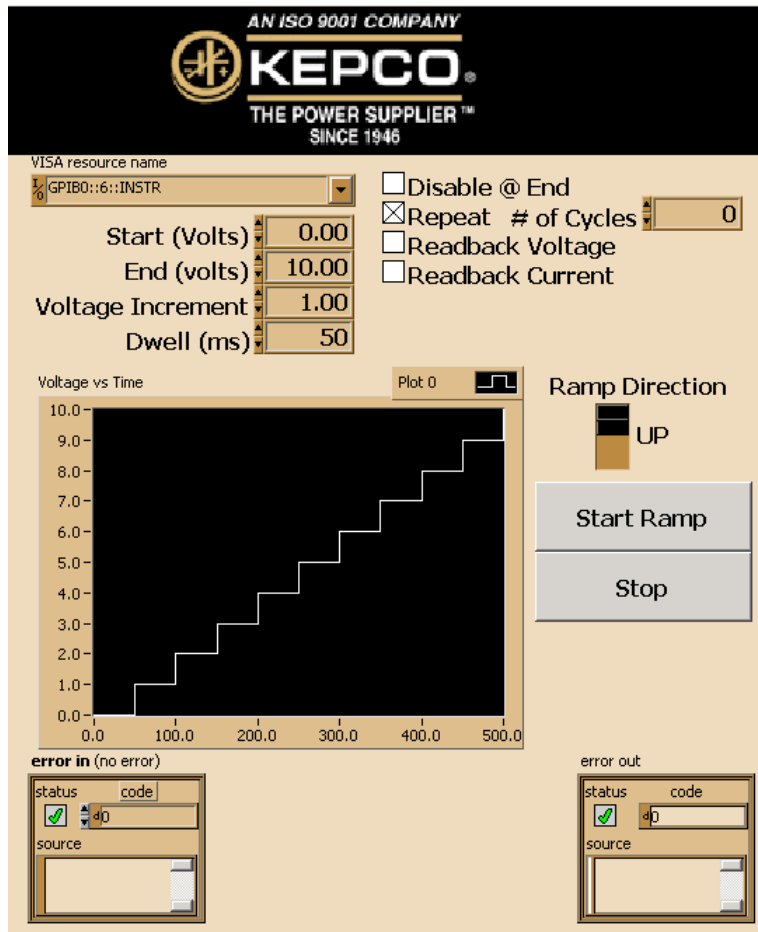 AN ISO 9001 COMPANY
KEPCO®
THE POWER SUPPLIER™
SINCE 1946
VISA resource name
I/O GPIB0::6::INSTR
Disable @ End
Repeat # of Cycles 0
Readback Voltage
Readback Current
Start (Volts) 0.00
End (volts) 10.00
Voltage Increment 1.00
Dwell (ms) 50
Voltage vs Time
Plot 0
10.0
9.0
8.0
7.0
6.0
5.0
4.0
3.0
2.0
1.0
0.0
0.0 100.0 200.0 300.0 400.0 500.0
Ramp Direction
UP
Start Ramp
Stop
error in (no error)
status code
d 0
source
error out
status code
d 0
source